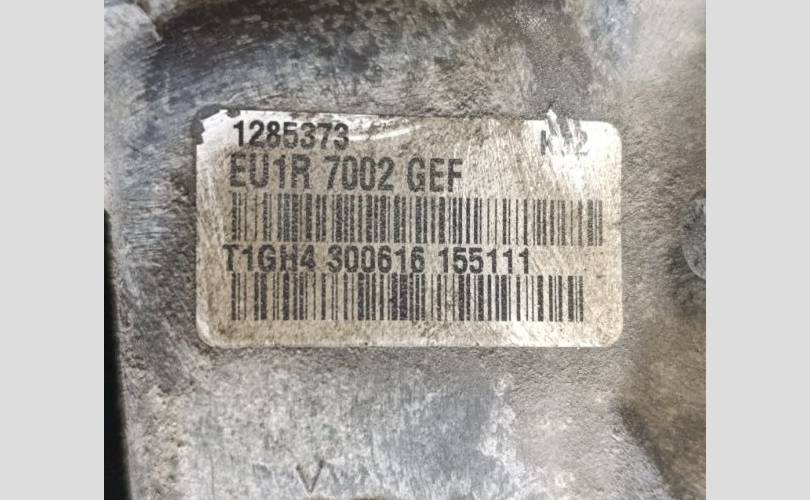 1285373
EU1R 7002 GEF
T1GH4 300616 155111
V